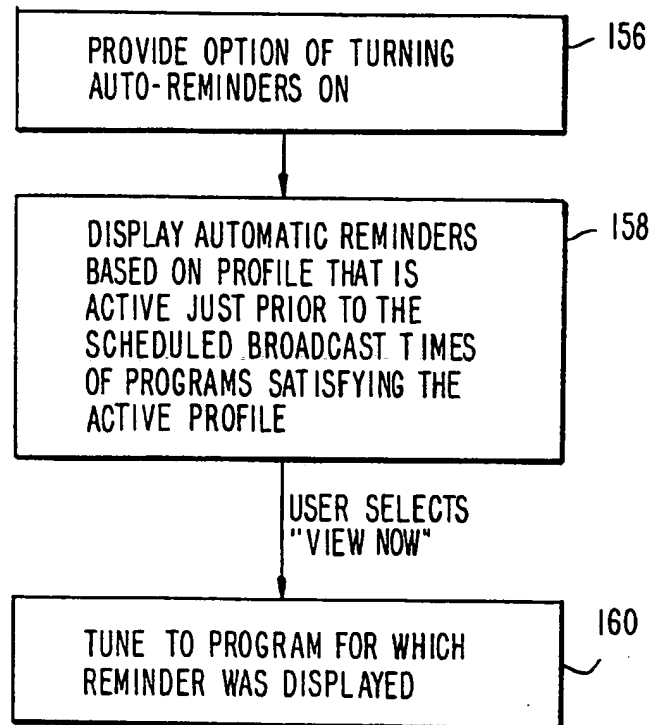 PROVIDE OPTION OF TURNING
AUTO-REMINDERS ON
156
DISPLAY AUTOMATIC REMINDERS
BASED ON PROFILE THAT IS
ACTIVE JUST PRIOR TO THE
SCHEDULED BROADCAST TIMES
OF PROGRAMS SATISFYING THE
ACTIVE PROFILE
158
USER SELECTS
"VIEW NOW"
TUNE TO PROGRAM FOR WHICH
REMINDER WAS DISPLAYED
160